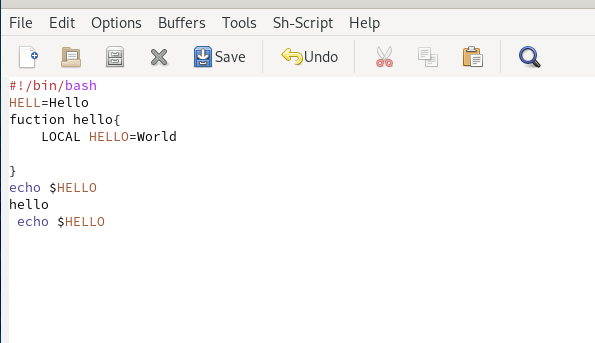 File Edit Options Buffers Tools Sh-Script Help
Save Undo
#!/bin/bash
HELL=Hello
fuction hello{
    LOCAL HELLO=World
}
echo $HELLO
hello
 echo $HELLO